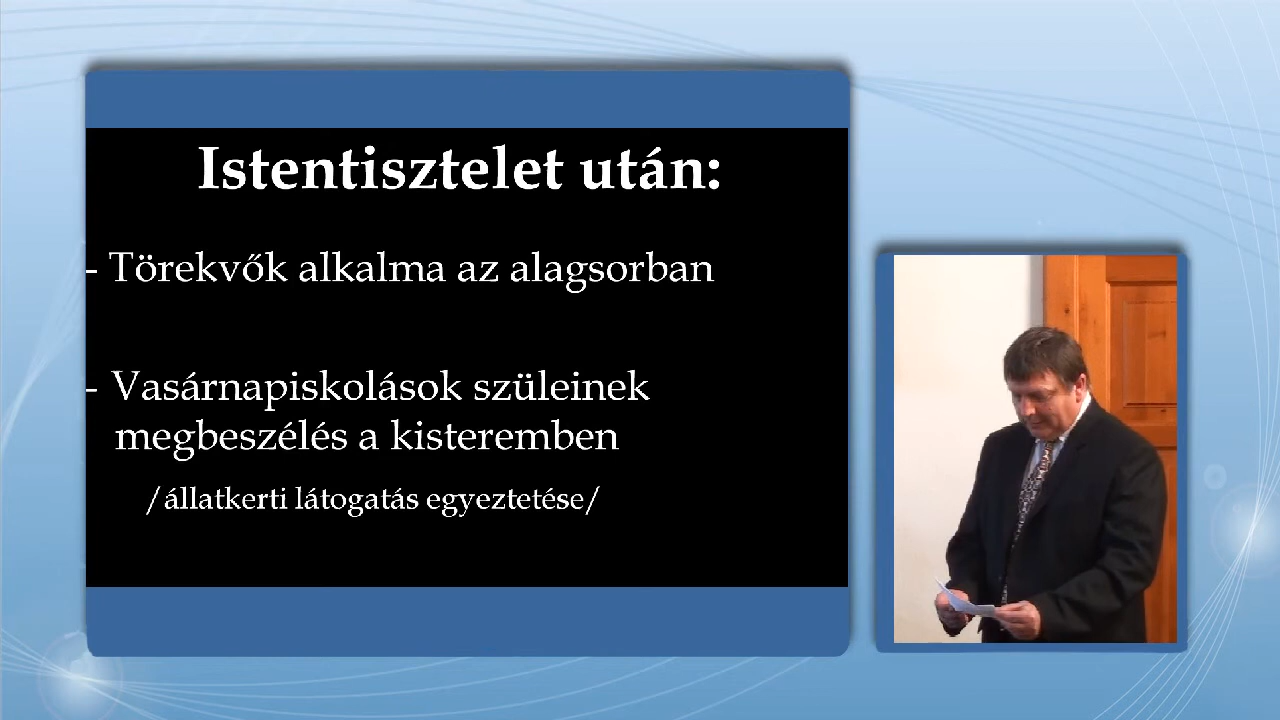 Istentisztelet után:
- Törekvők alkalma az alagsorban
- Vasárnapiskolások szüleinek
megbeszélés a kisteremben
/állatkerti látogatás egyeztetése/